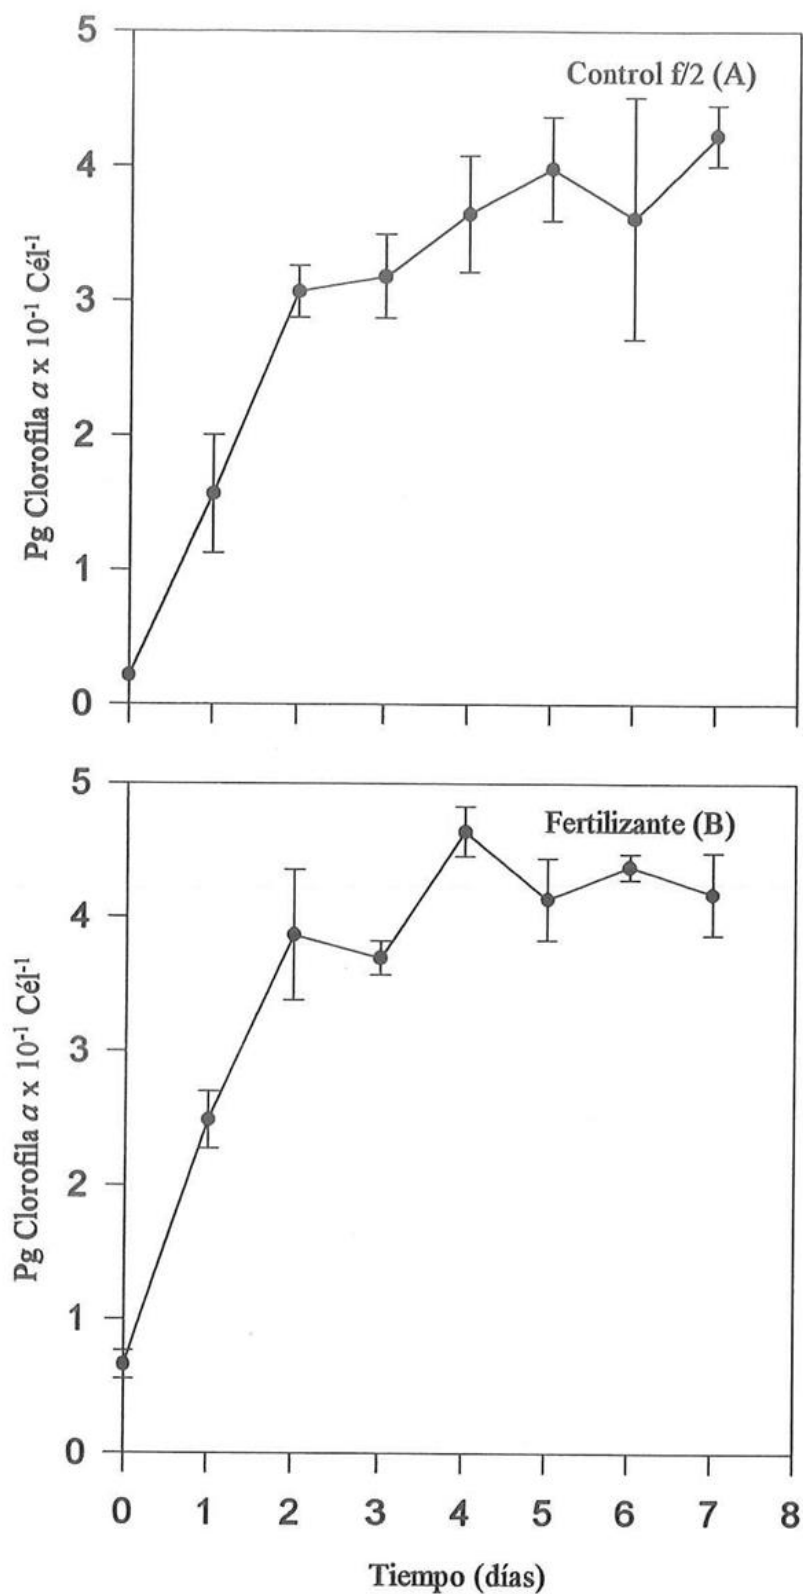 5
Control f/2 (A)
4
3
2
1
0
Pg Clorofila a x 10⁻¹ Cél⁻¹
5
Fertilizante (B)
4
3
2
1
0
Pg Clorofila a x 10⁻¹ Cél⁻¹
0 1 2 3 4 5 6 7 8
Tiempo (días)